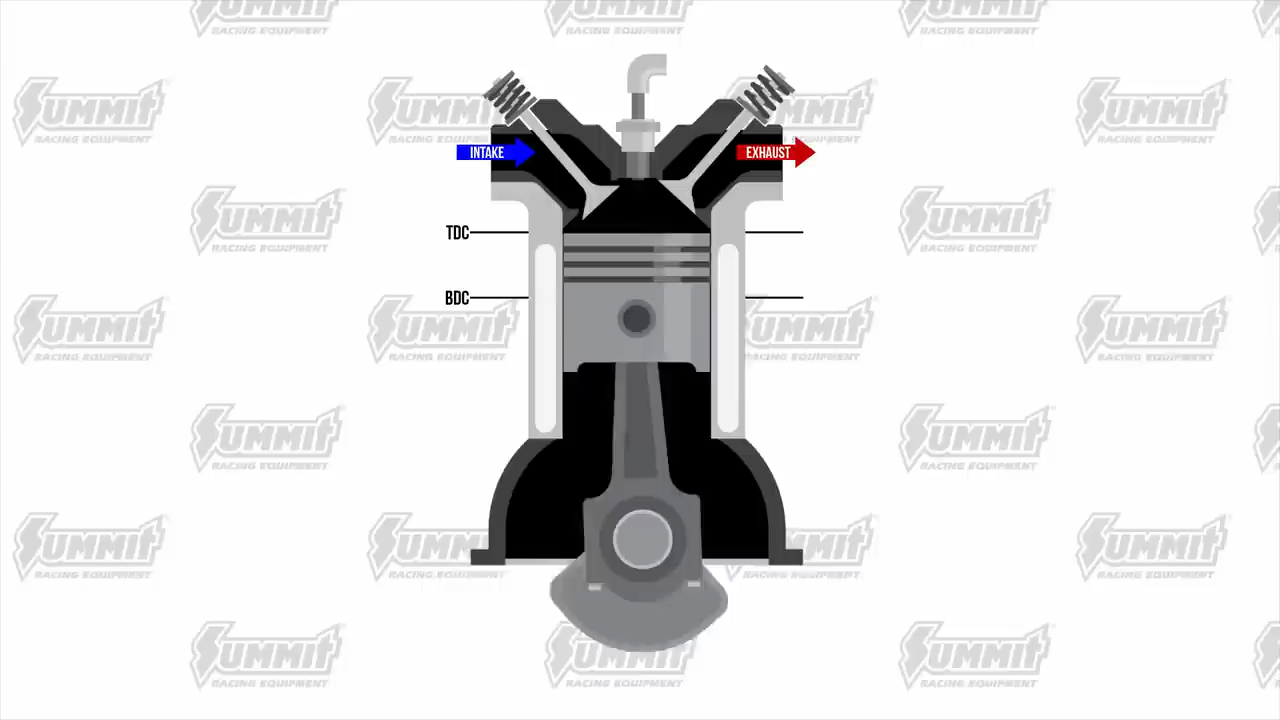 SUMMIT
RACING EQUIPMENT
INTAKE
EXHAUST
TDC
BDC